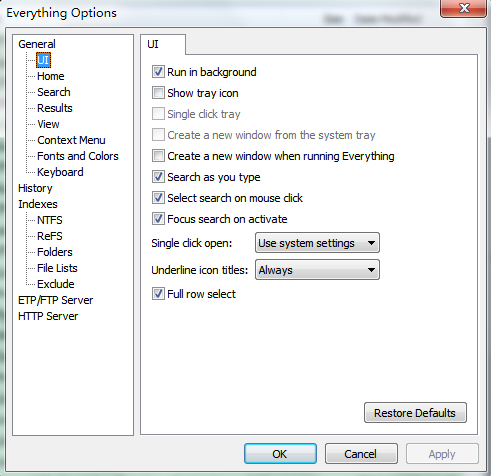 Everything Options
General
UI
Home
Search
Results
View
Context Menu
Fonts and Colors
Keyboard
History
Indexes
NTFS
ReFS
Folders
File Lists
Exclude
ETP/FTP Server
HTTP Server
UI
Run in background
Show tray icon
Single click tray
Create a new window from the system tray
Create a new window when running Everything
Search as you type
Select search on mouse click
Focus search on activate
Single click open: Use system settings
Underline icon titles: Always
Full row select
Restore Defaults
OK Cancel Apply